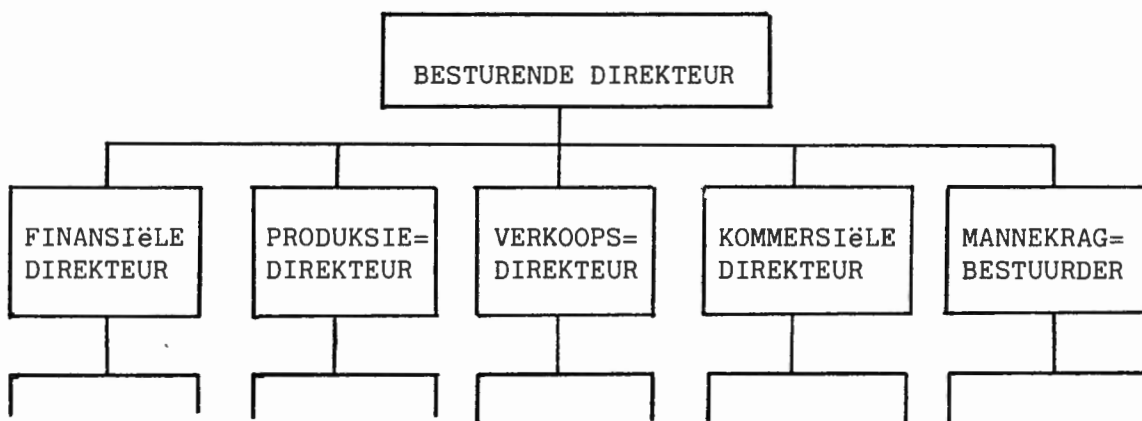 BESTURENDE DIREKTEUR
FINANSIëLE
DIREKTEUR
PRODUKSIE=
DIREKTEUR
VERKOOPS=
DIREKTEUR
KOMMERSIëLE
DIREKTEUR
MANNEKRAG=
BESTUURDER